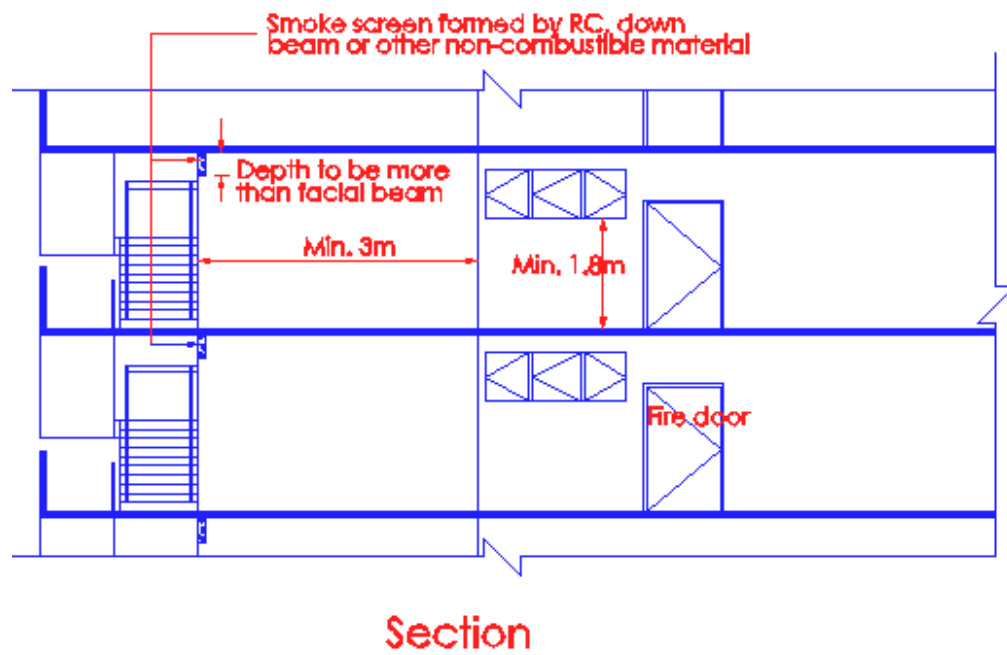 Smoke screen formed by RC, down
beam or other non-combustible material
Depth to be more
than facial beam
Min. 3m
Min. 1.8m
Fire door
Section